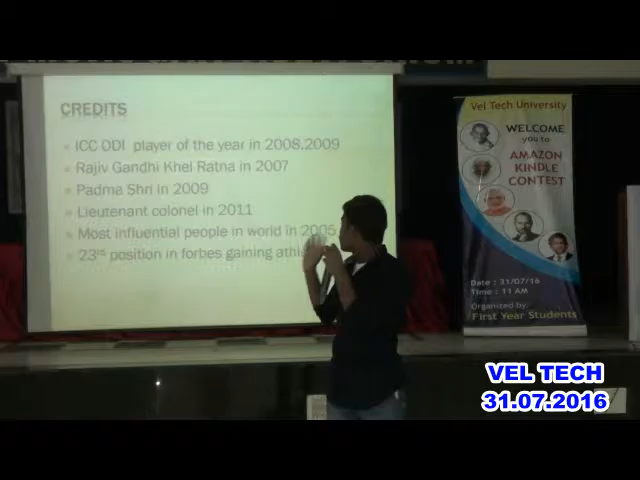 CREDITS
ICC ODI player of the year in 2008,2009
Rajiv Gandhi Khel Ratna in 2007
Padma Shri in 2009
Lieutenant colonel in 2011
Most influential people in world in 2005
23rd position in forbes gaining
Vel Tech University
WELCOME
you to
AMAZON
KINDLE
CONTEST
Date : 31/07/16
Time : 11 AM
Organized by:
First Year Students
VEL TECH
31.07.2016